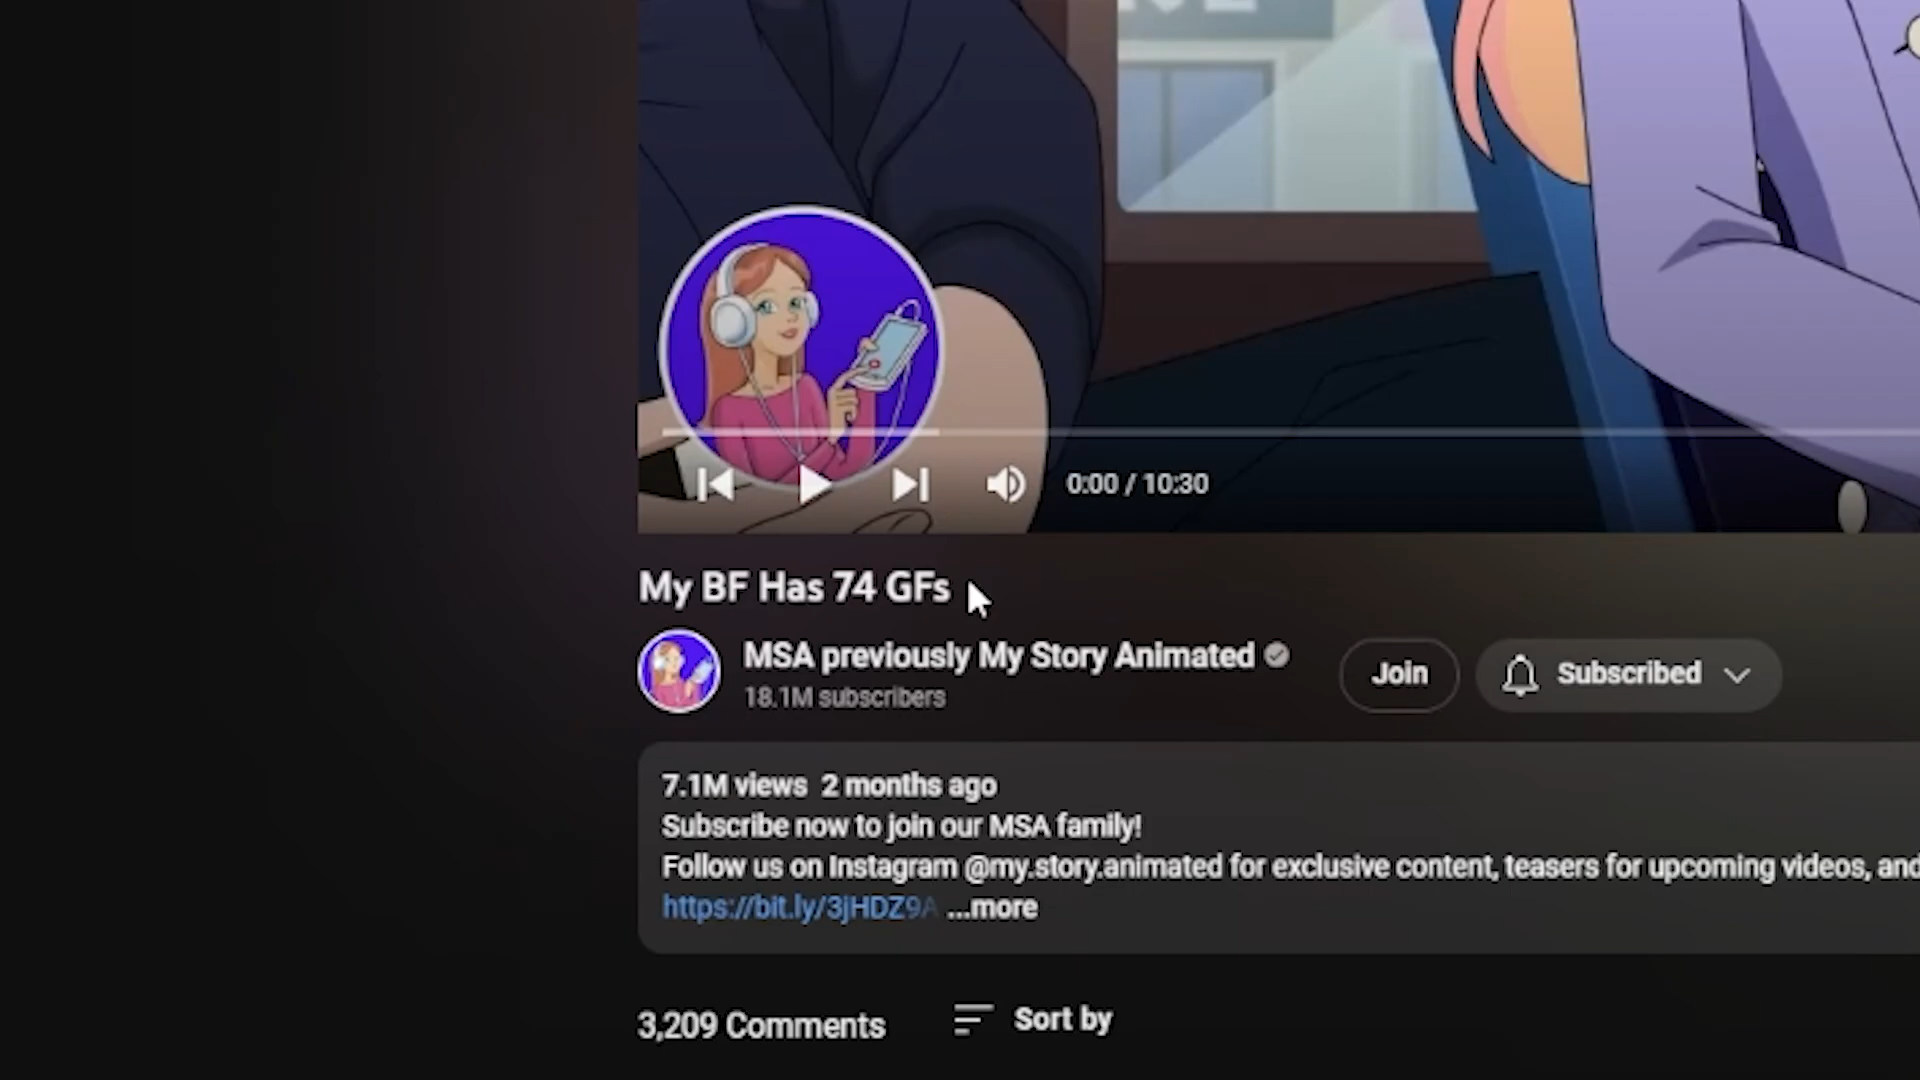 0:00 / 10:30
My BF Has 74 GFs
MSA previously My Story Animated
18.1M subscribers
Join
Subscribed
7.1M views 2 months ago
Subscribe now to join our MSA family!
Follow us on Instagram @my.story.animated for exclusive content, teasers for upcoming videos, and
https://bit.ly/3jHDZ9A ...more
3,209 Comments
Sort by